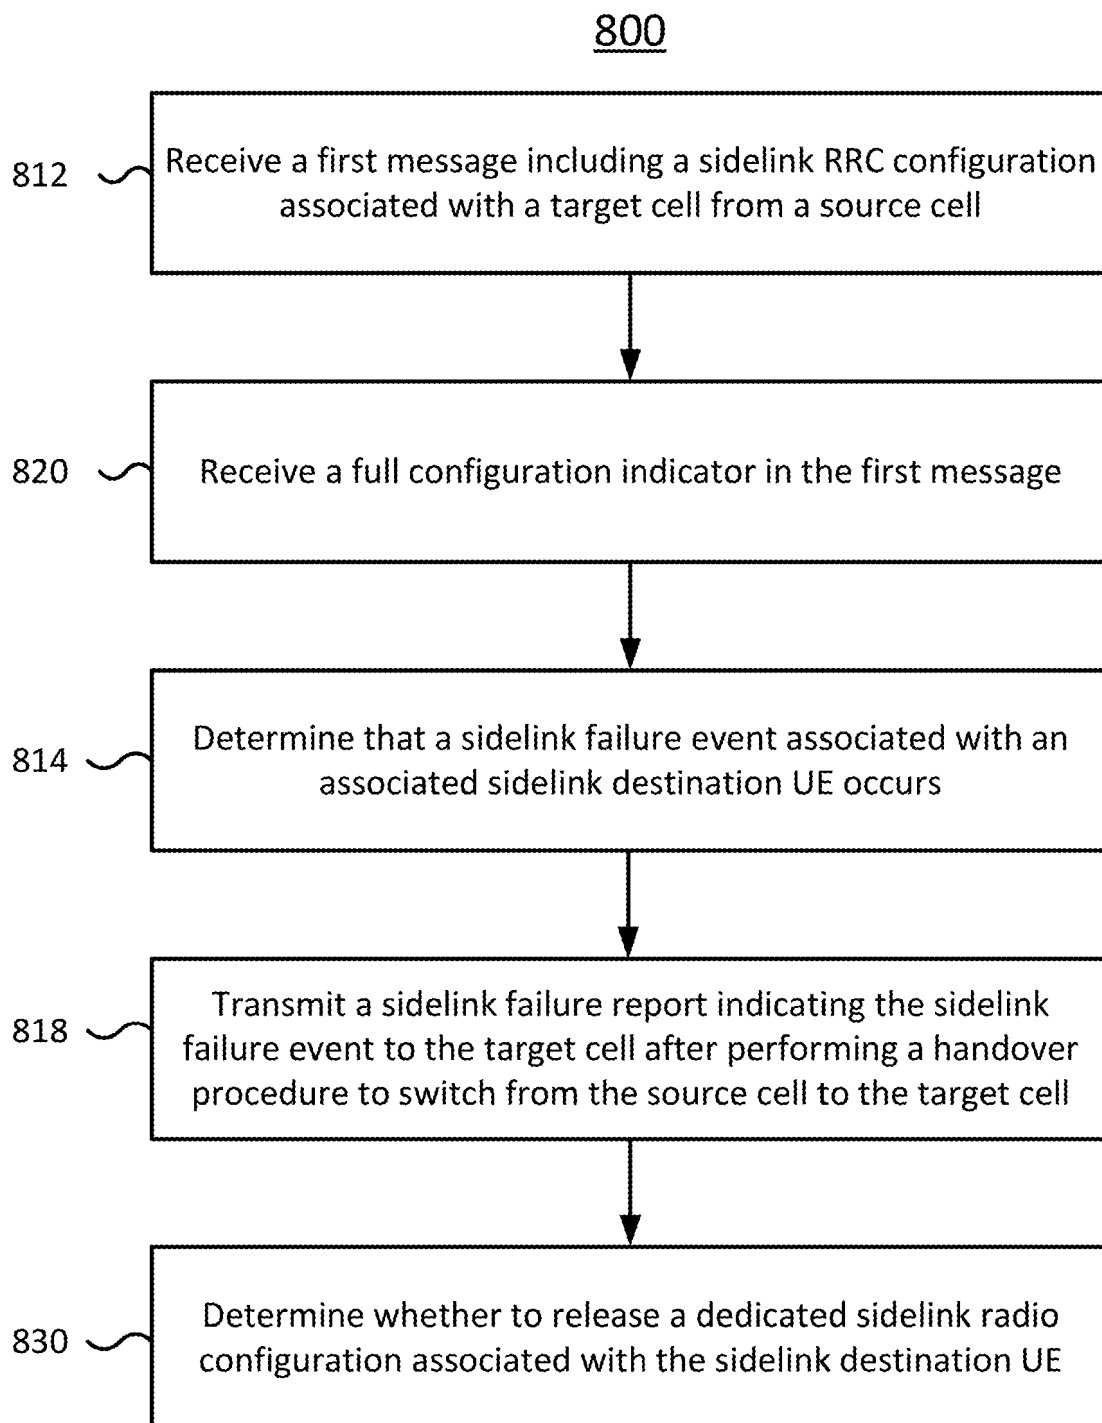 800
812
Receive a first message including a sidelink RRC configuration
associated with a target cell from a source cell
820
Receive a full configuration indicator in the first message
814
Determine that a sidelink failure event associated with an
associated sidelink destination UE occurs
818
Transmit a sidelink failure report indicating the sidelink
failure event to the target cell after performing a handover
procedure to switch from the source cell to the target cell
830
Determine whether to release a dedicated sidelink radio
configuration associated with the sidelink destination UE